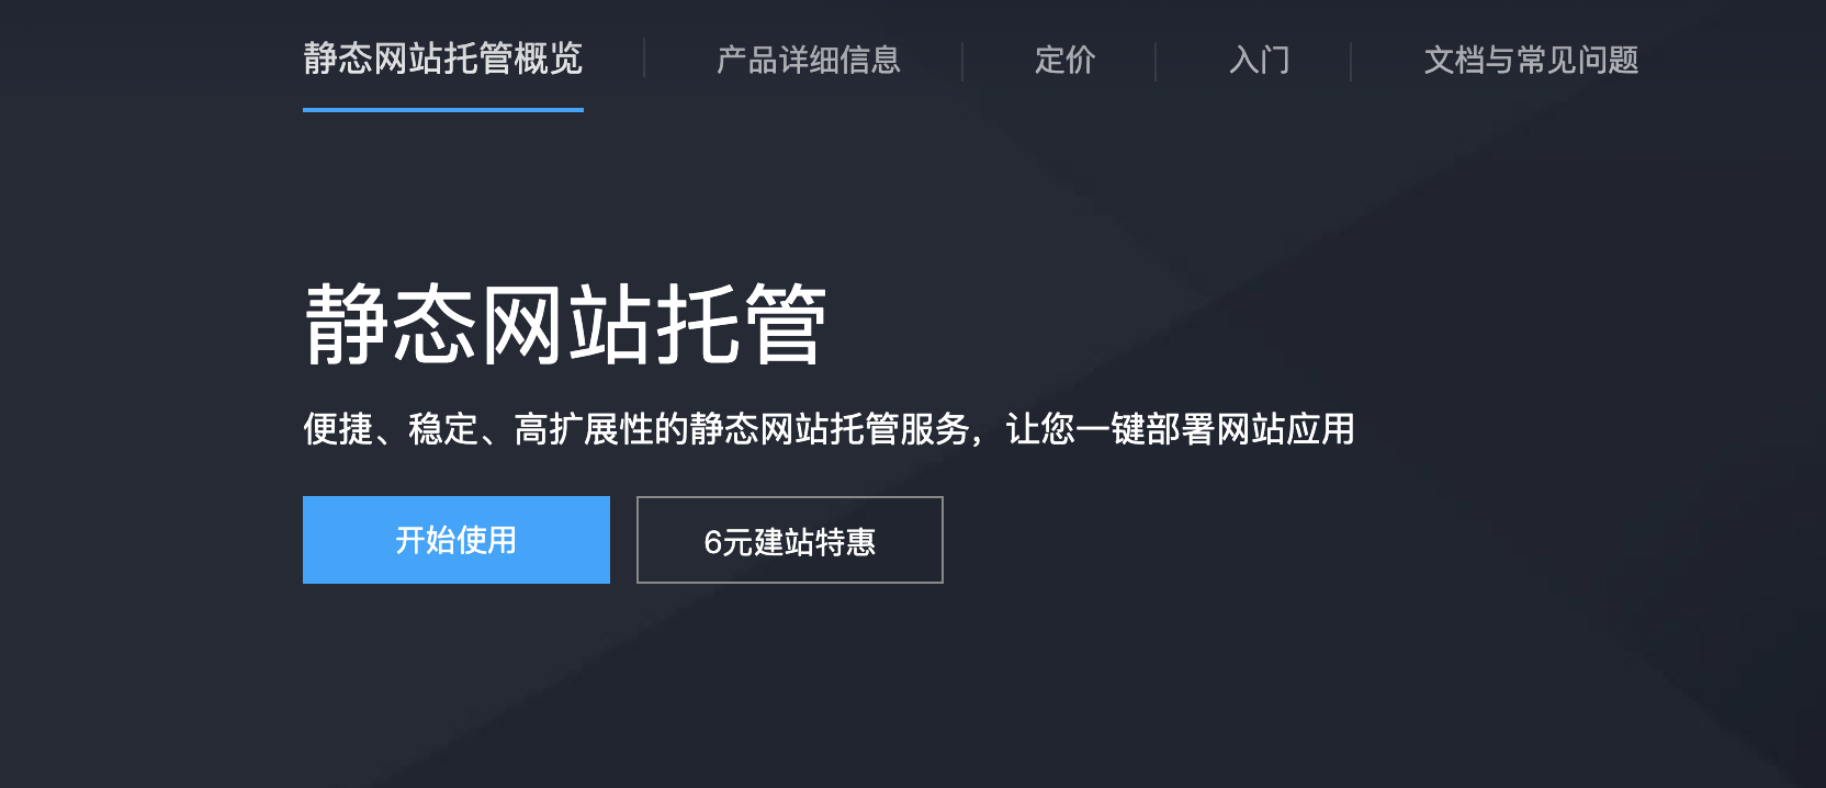 静态网站托管概览 产品详细信息 定价 入门 文档与常见问题
静态网站托管
便捷、稳定、高扩展性的静态网站托管服务，让您一键部署网站应用
开始使用 6元建站特惠